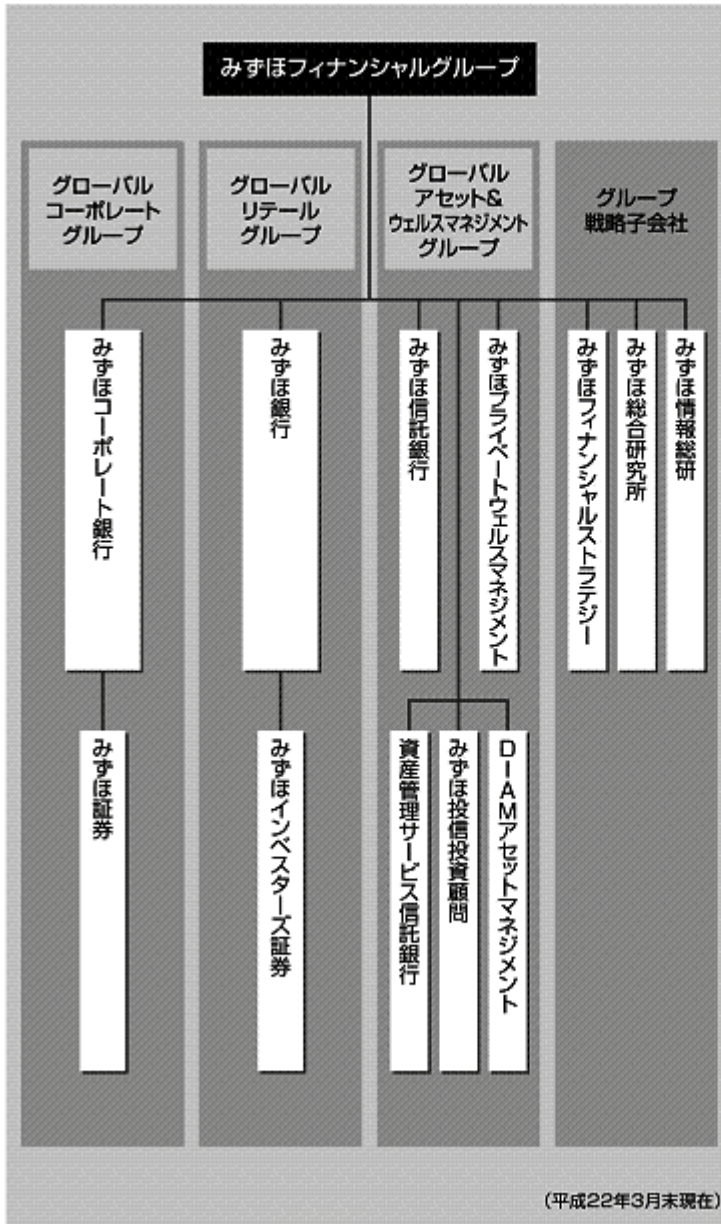 みずほフィナンシャルグループ
グローバル
コーポレート
グループ
グローバル
リテール
グループ
グローバル
アセット&
ウェルスマネジメント
グループ
グループ
戦略子会社
みずほコーポレート銀行
みずほ銀行
みずほ信託銀行
みずほプライベートウェルスマネジメント
みずほフィナンシャルストラテジー
みずほ総合研究所
みずほ情報総研
みずほ証券
みずほインベスターズ証券
資産管理サービス信託銀行
みずほ投信投資顧問
DIAMアセットマネジメント
(平成22年3月末現在)